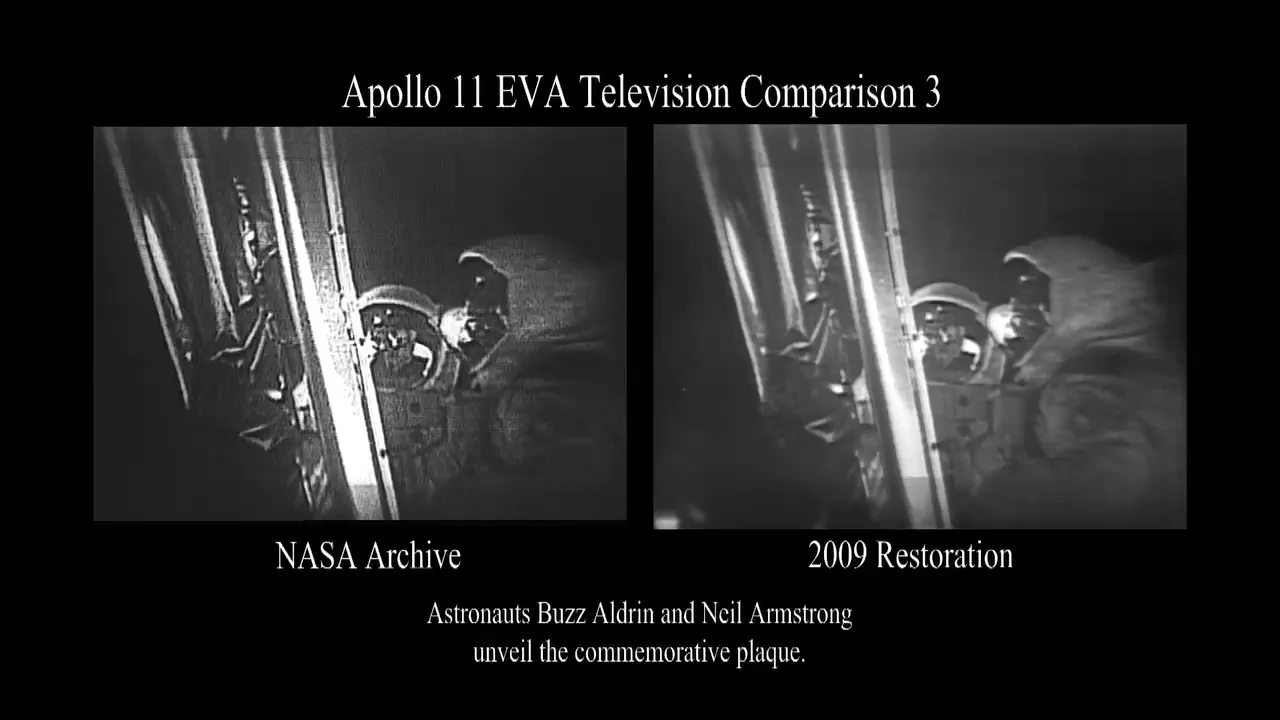 Apollo 11 EVA Television Comparison 3
NASA Archive
2009 Restoration
Astronauts Buzz Aldrin and Neil Armstrong
unveil the commemorative plaque.